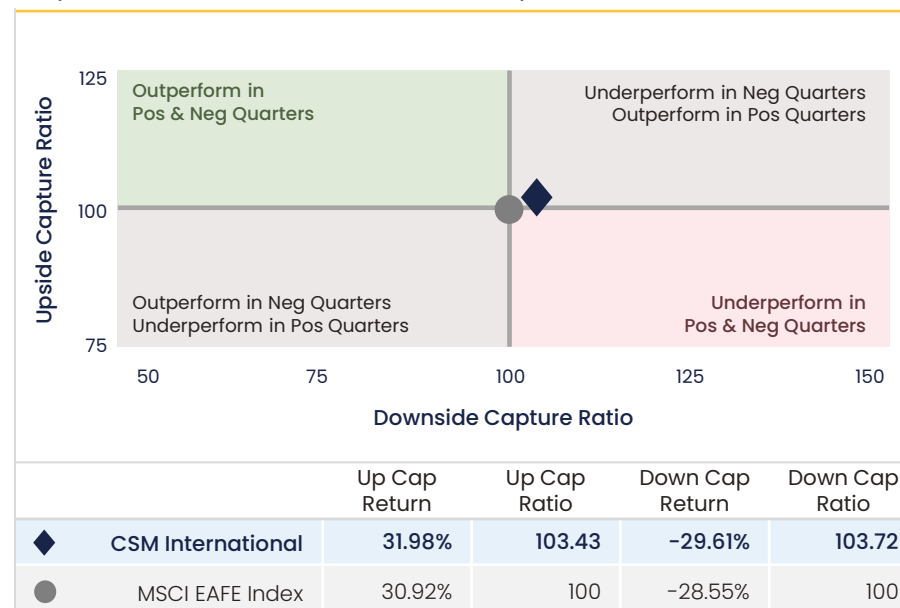 125
Outperform in
Pos & Neg Quarters
Underperform in Neg Quarters
Outperform in Pos Quarters
Upside Capture Ratio
100
Outperform in Neg Quarters
Underperform in Pos Quarters
Underperform in
Pos & Neg Quarters
75
50 75 100 125 150
Downside Capture Ratio
Up Cap Return Up Cap Ratio Down Cap Return Down Cap Ratio
CSM International 31.98% 103.43 -29.61% 103.72
MSCI EAFE Index 30.92% 100 -28.55% 100